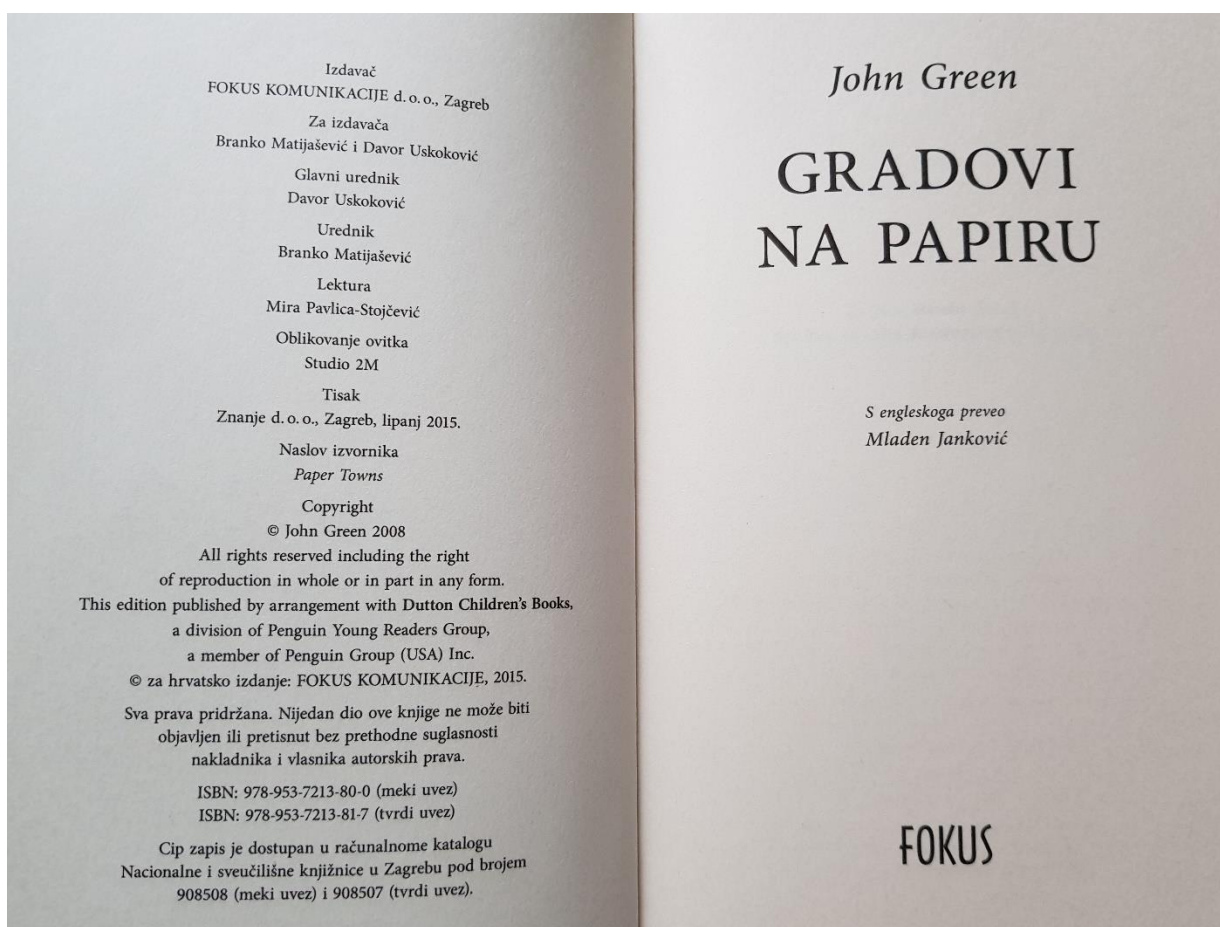 Izdavač
FOKUS KOMUNIKACIJE d. o. o., Zagreb
Za izdavača
Branko Matijašević i Davor Uskoković
Glavni urednik
Davor Uskoković
Urednik
Branko Matijašević
Lektura
Mira Pavlica-Stojčević
Oblikovanje ovitka
Studio 2M
Tisak
Znanje d. o. o., Zagreb, lipanj 2015.
Naslov izvornika
Paper Towns
Copyright
© John Green 2008
All rights reserved including the right
of reproduction in whole or in part in any form.
This edition published by arrangement with Dutton Children's Books,
a division of Penguin Young Readers Group,
a member of Penguin Group (USA) Inc.
© za hrvatsko izdanje: FOKUS KOMUNIKACIJE, 2015.
Sva prava pridržana. Nijedan dio ove knjige ne može biti
objavljen ili pretisnut bez prethodne suglasnosti
nakladnika i vlasnika autorskih prava.
ISBN: 978-953-7213-80-0 (meki uvez)
ISBN: 978-953-7213-81-7 (tvrdi uvez)
Cip zapis je dostupan u računalnome katalogu
Nacionalne i sveučilišne knjižnice u Zagrebu pod brojem
908508 (meki uvez) i 908507 (tvrdi uvez).
John Green
GRADOVI
NA PAPIRU
S engleskoga preveo
Mladen Janković
FOKUS